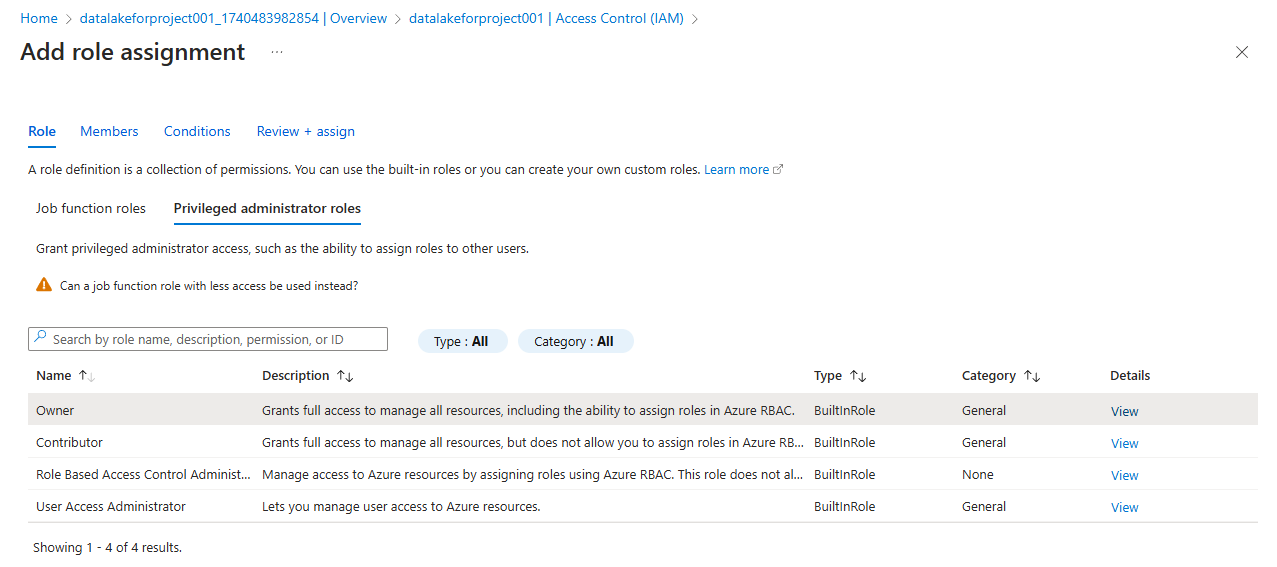 Home > datalakeforproject001_1740483982854 | Overview > datalakeforproject001 | Access Control (IAM) >
Add role assignment ...
Role Members Conditions Review + assign
A role definition is a collection of permissions. You can use the built-in roles or you can create your own custom roles. Learn more
Job function roles Privileged administrator roles
Grant privileged administrator access, such as the ability to assign roles to other users.
Can a job function role with less access be used instead?
Search by role name, description, permission, or ID Type : All Category : All
Name Description Type Category Details
Owner Grants full access to manage all resources, including the ability to assign roles in Azure RBAC. BuiltInRole General View
Contributor Grants full access to manage all resources, but does not allow you to assign roles in Azure RB... BuiltInRole General View
Role Based Access Control Administ... Manage access to Azure resources by assigning roles using Azure RBAC. This role does not al... BuiltInRole None View
User Access Administrator Lets you manage user access to Azure resources. BuiltInRole General View
Showing 1 - 4 of 4 results.